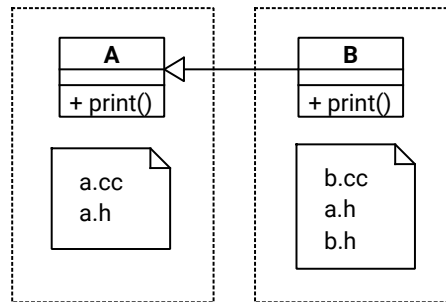 A
+ print()
a.cc
a.h
B
+ print()
b.cc
a.h
b.h